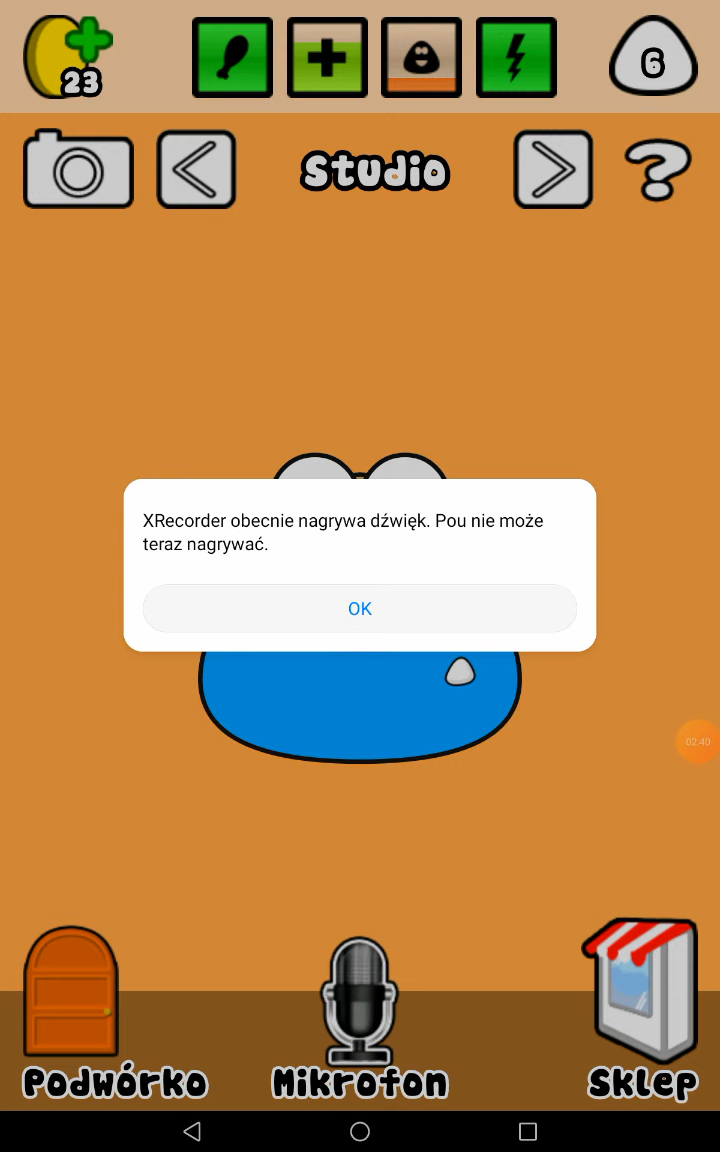 23
6
Studio
XRecorder obecnie nagrywa dźwięk. Pou nie może
teraz nagrywać.
OK
02:40
Podwórko
Mikrofon
Sklep